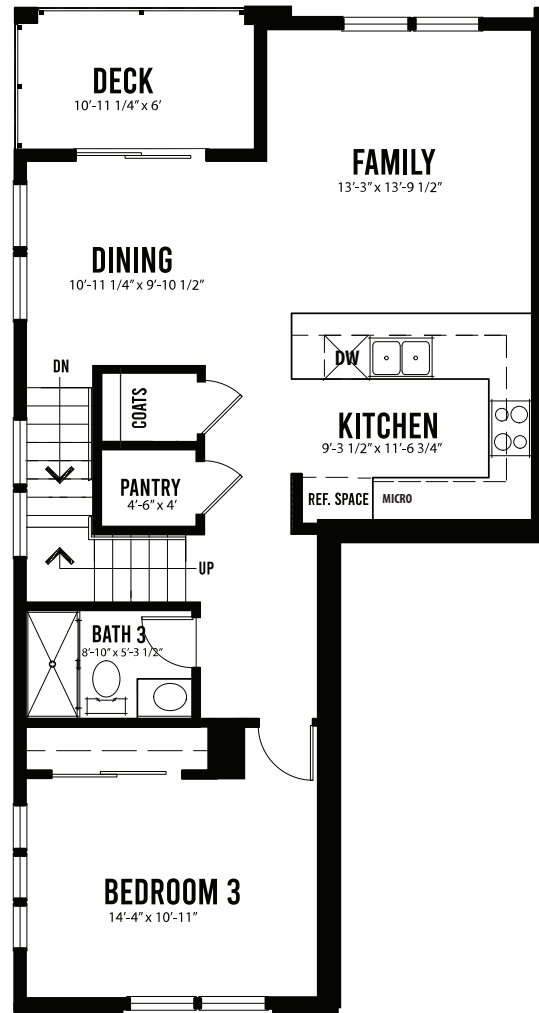 DECK
10'-11 1/4" x 6'
FAMILY
13'-3" x 13'-9 1/2"
DINING
10'-11 1/4" x 9'-10 1/2"
DN
COATS
DW
KITCHEN
9'-3 1/2" x 11'-6 3/4"
PANTRY
4'-6" x 4'
REF. SPACE
MICRO
UP
BATH 3
8'-10" x 5'-3 1/2"
BEDROOM 3
14'-4" x 10'-11"